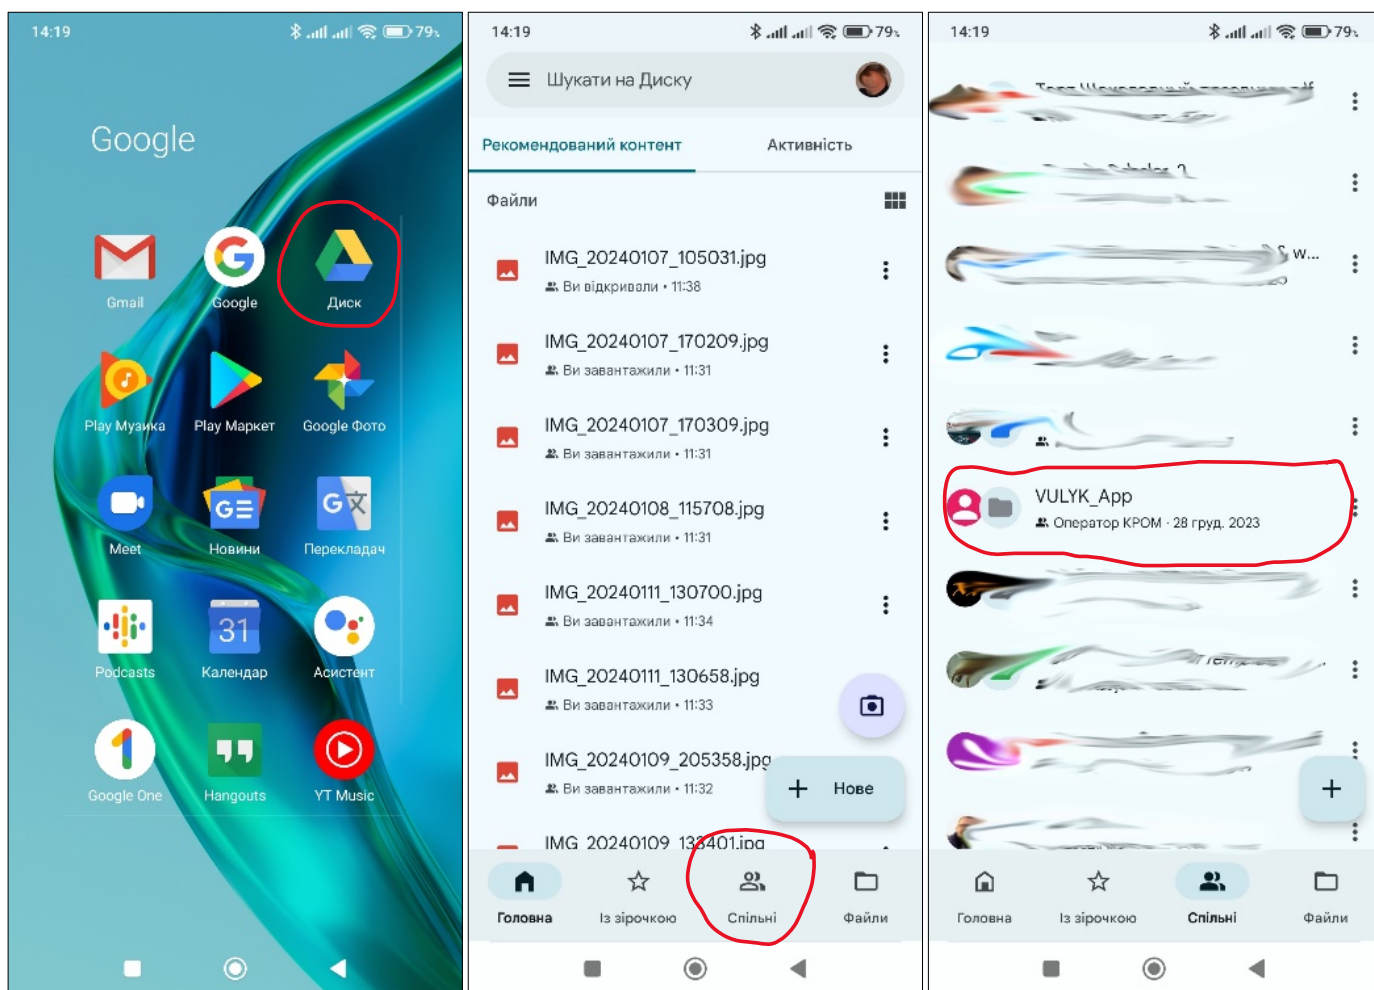 14:19
79%
Google
Gmail
Google
Диск
Play Музика
Play Маркет
Google Фото
Meet
Новини
Перекладач
Podcasts
31
Календар
Асистент
Google One
Hangouts
YT Music
14:19
79%
Шукати на Диску
Рекомендований контент
Активність
Файли
IMG_20240107_105031.jpg
Ви відкривали • 11:38
IMG_20240107_170209.jpg
Ви завантажили • 11:31
IMG_20240107_170309.jpg
Ви завантажили • 11:31
IMG_20240108_115708.jpg
Ви завантажили • 11:31
IMG_20240111_130700.jpg
Ви завантажили • 11:34
IMG_20240111_130658.jpg
Ви завантажили • 11:33
IMG_20240109_205358.jpg
Ви завантажили • 11:32
+ Нове
IMG_20240109_133401.jpg
Головна
Із зірочкою
Спільні
Файли
14:19
79%
& w...
VULYK_App
Оператор КРОМ · 28 груд. 2023
+
Головна
Із зірочкою
Спільні
Файли